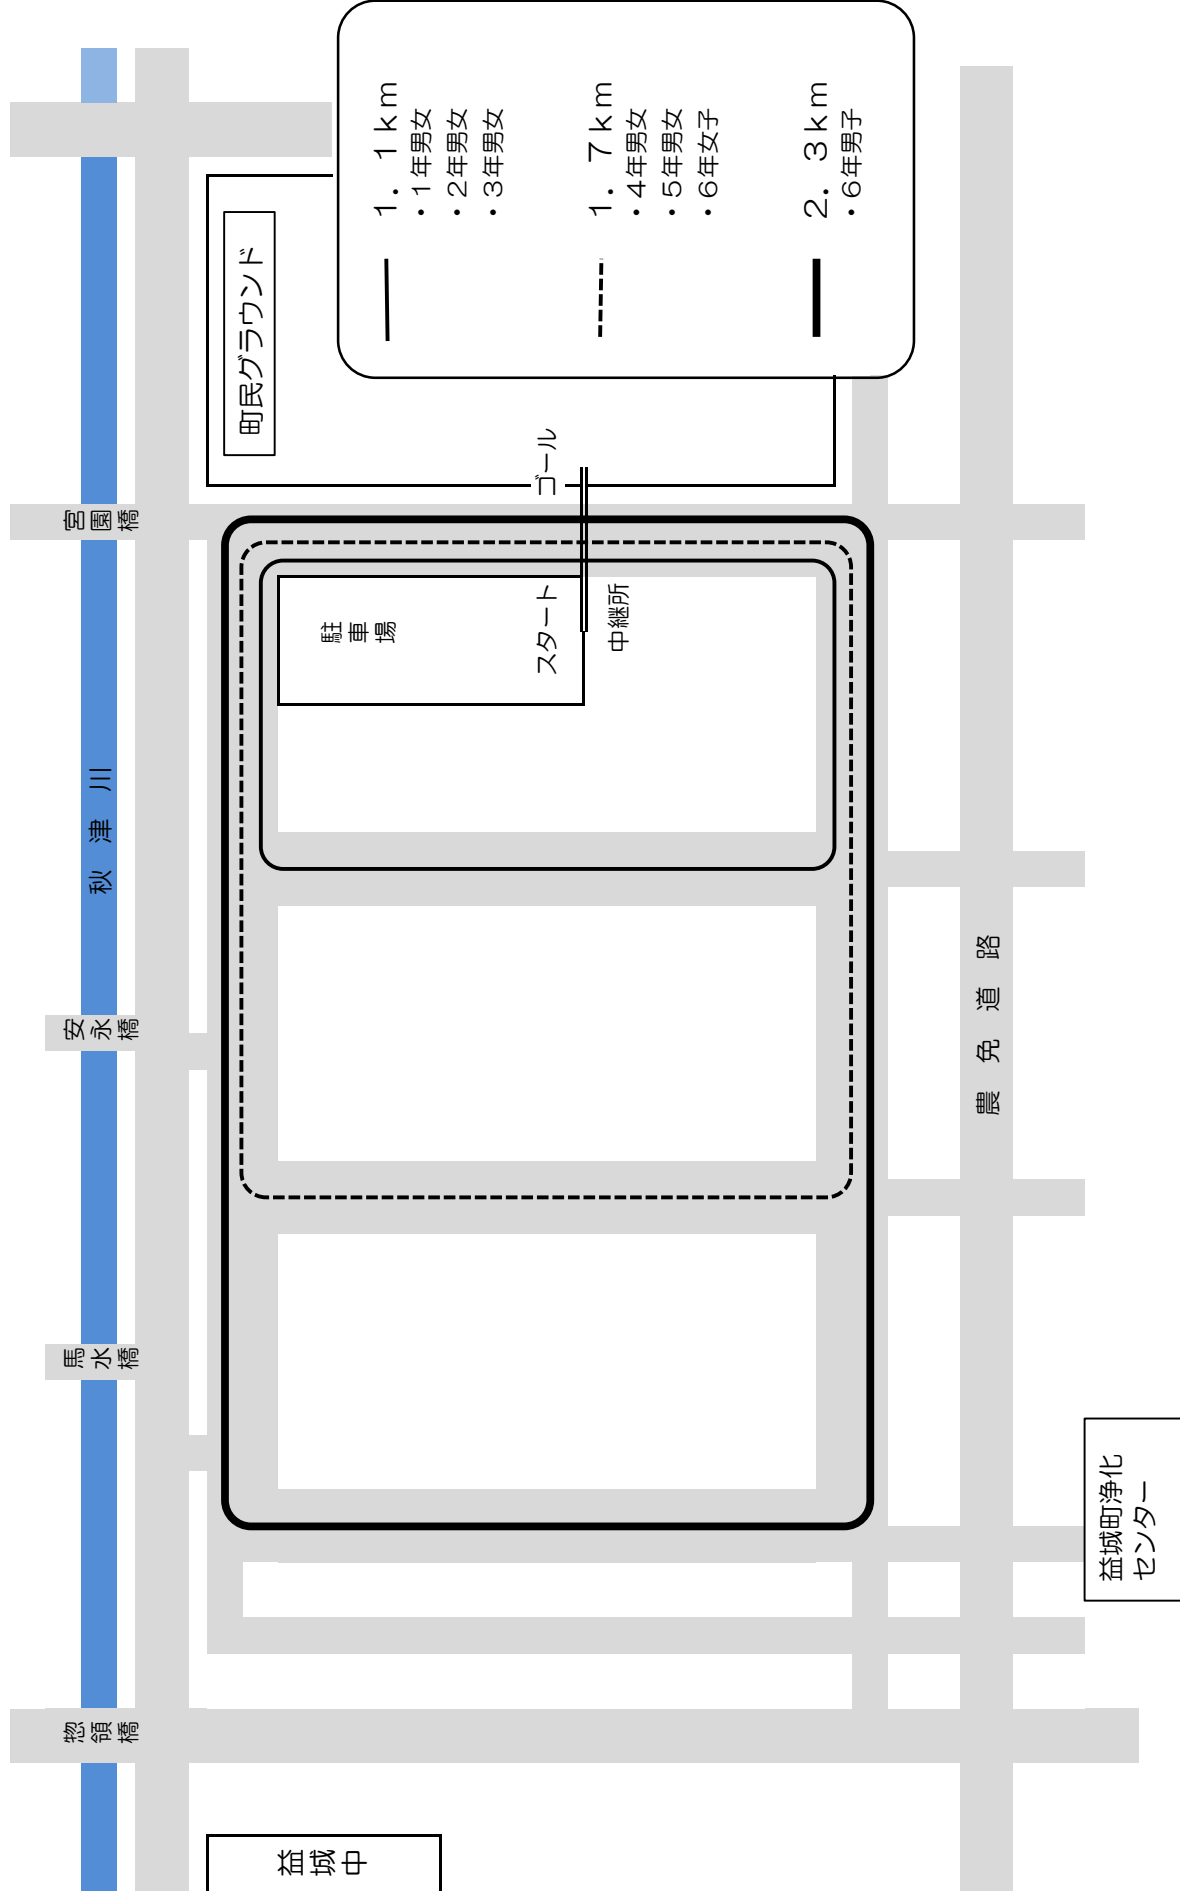 １．１ｋｍ
・１年男女
・２年男女
・３年男女
１．７ｋｍ
・４年男女
・５年男女
・６年女子
２．３ｋｍ
・６年男子
町民グラウンド
ゴール
宮園橋
駐車場
スタート
中継所
秋津川
安永橋
農免道路
馬水橋
益城町浄化
センター
惣領橋
益城中